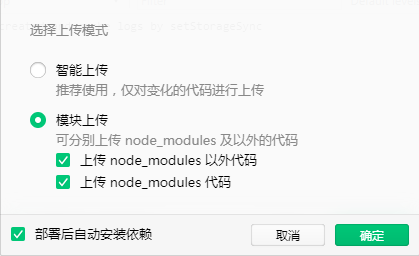 选择上传模式
智能上传
推荐使用，仅对变化的代码进行上传
模块上传
可分别上传 node_modules 及以外的代码
上传 node_modules 以外代码
上传 node_modules 代码
部署后自动安装依赖
取消
确定